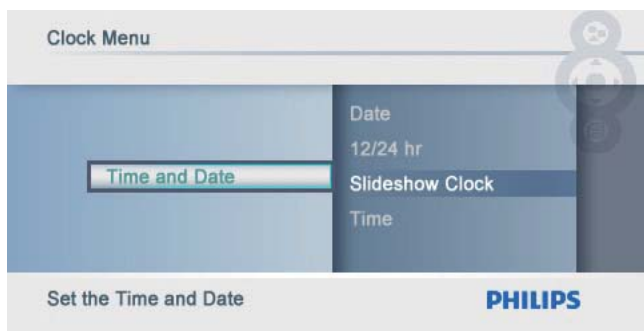 Clock Menu
Date
12/24 hr
Time and Date
Slideshow Clock
Time
Set the Time and Date
PHILIPS